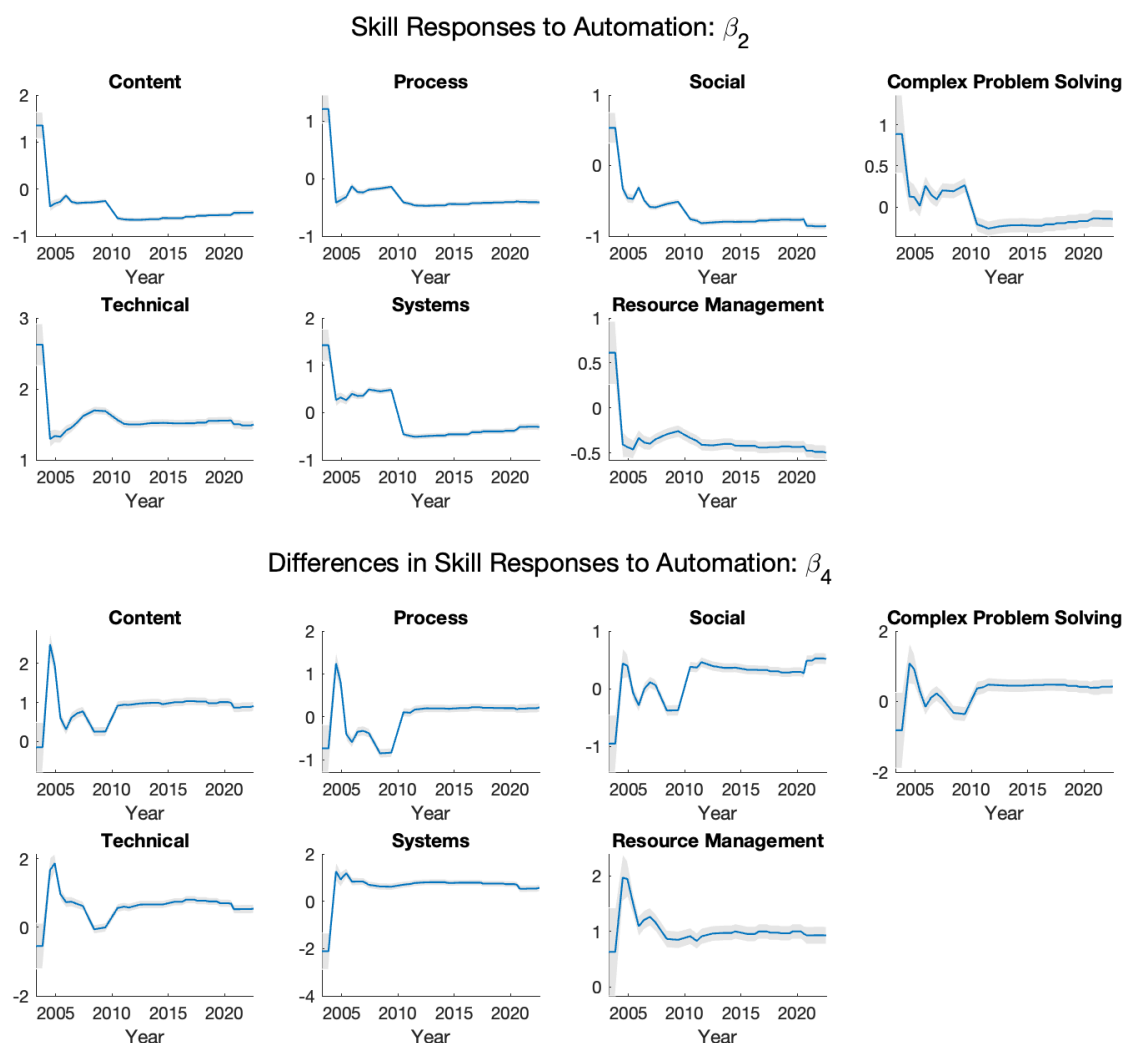 Skill Responses to Automation: β₂
Content Process Social Complex Problem Solving
2 1 0 -1 2005 2010 2015 2020 Year
1 0 -1 2005 2010 2015 2020 Year
1 0 -1 2005 2010 2015 2020 Year
1 0.5 0 2005 2010 2015 2020 Year
Technical Systems Resource Management
3 2 1 2005 2010 2015 2020 Year
2 1 0 -1 2005 2010 2015 2020 Year
1 0.5 0 -0.5 2005 2010 2015 2020 Year
Differences in Skill Responses to Automation: β₄
Content Process Social Complex Problem Solving
2 1 0 2005 2010 2015 2020 Year
2 1 0 -1 2005 2010 2015 2020 Year
1 0 -1 2005 2010 2015 2020 Year
2 0 -2 2005 2010 2015 2020 Year
Technical Systems Resource Management
2 0 -2 2005 2010 2015 2020 Year
2 0 -2 -4 2005 2010 2015 2020 Year
2 1 0 2005 2010 2015 2020 Year